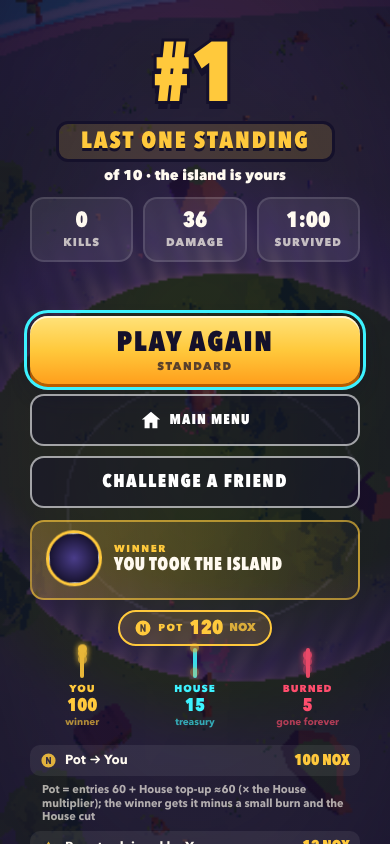 #1
LAST ONE STANDING
of 10 · the island is yours
0
KILLS
36
DAMAGE
1:00
SURVIVED
PLAY AGAIN
STANDARD
MAIN MENU
CHALLENGE A FRIEND
WINNER
YOU TOOK THE ISLAND
N POT 120 NOX
YOU
100
winner
HOUSE
15
treasury
BURNED
5
gone forever
N Pot → You 100 NOX
Pot = entries 60 + House top-up ≈60 (× the House
multiplier); the winner gets it minus a small burn and the
House cut